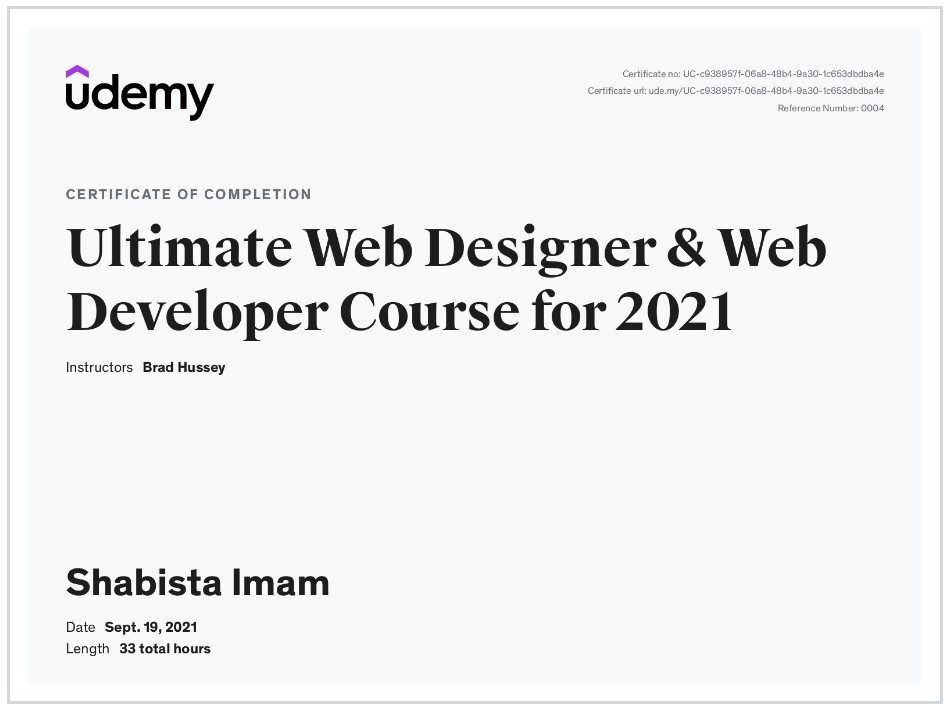 udemy
Certificate no: UC-c938957f-06a8-48b4-9a30-1c653dbdba4e
Certificate url: ude.my/UC-c938957f-06a8-48b4-9a30-1c653dbdba4e
Reference Number: 0004
CERTIFICATE OF COMPLETION
Ultimate Web Designer & Web
Developer Course for 2021
Instructors Brad Hussey
Shabista Imam
Date Sept. 19, 2021
Length 33 total hours